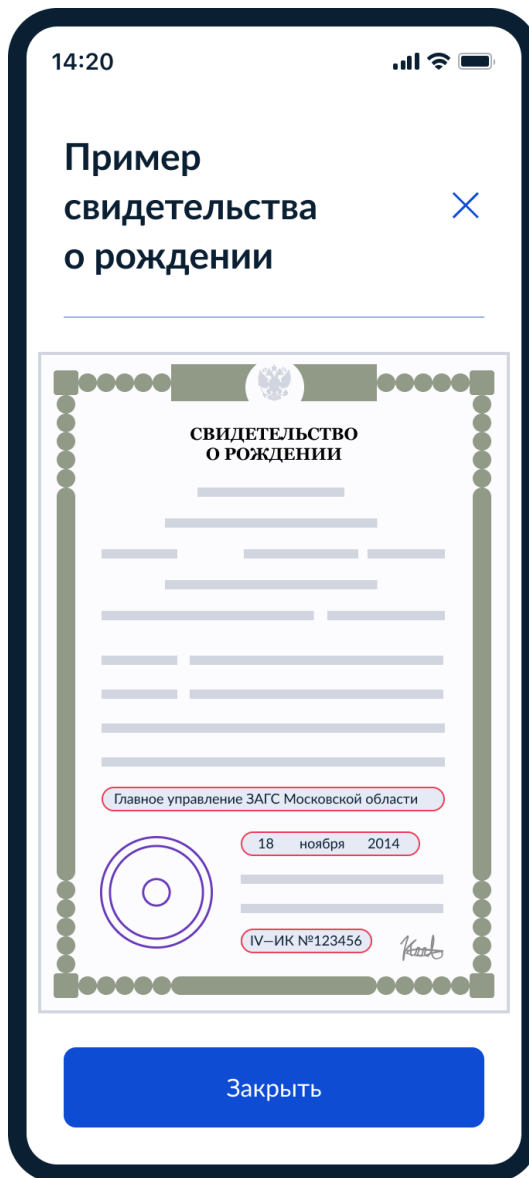 14:20
Пример
свидетельства
о рождении
СВИДЕТЕЛЬСТВО
О РОЖДЕНИИ
Главное управление ЗАГС Московской области
18 ноября 2014
IV–ИК №123456
Закрыть